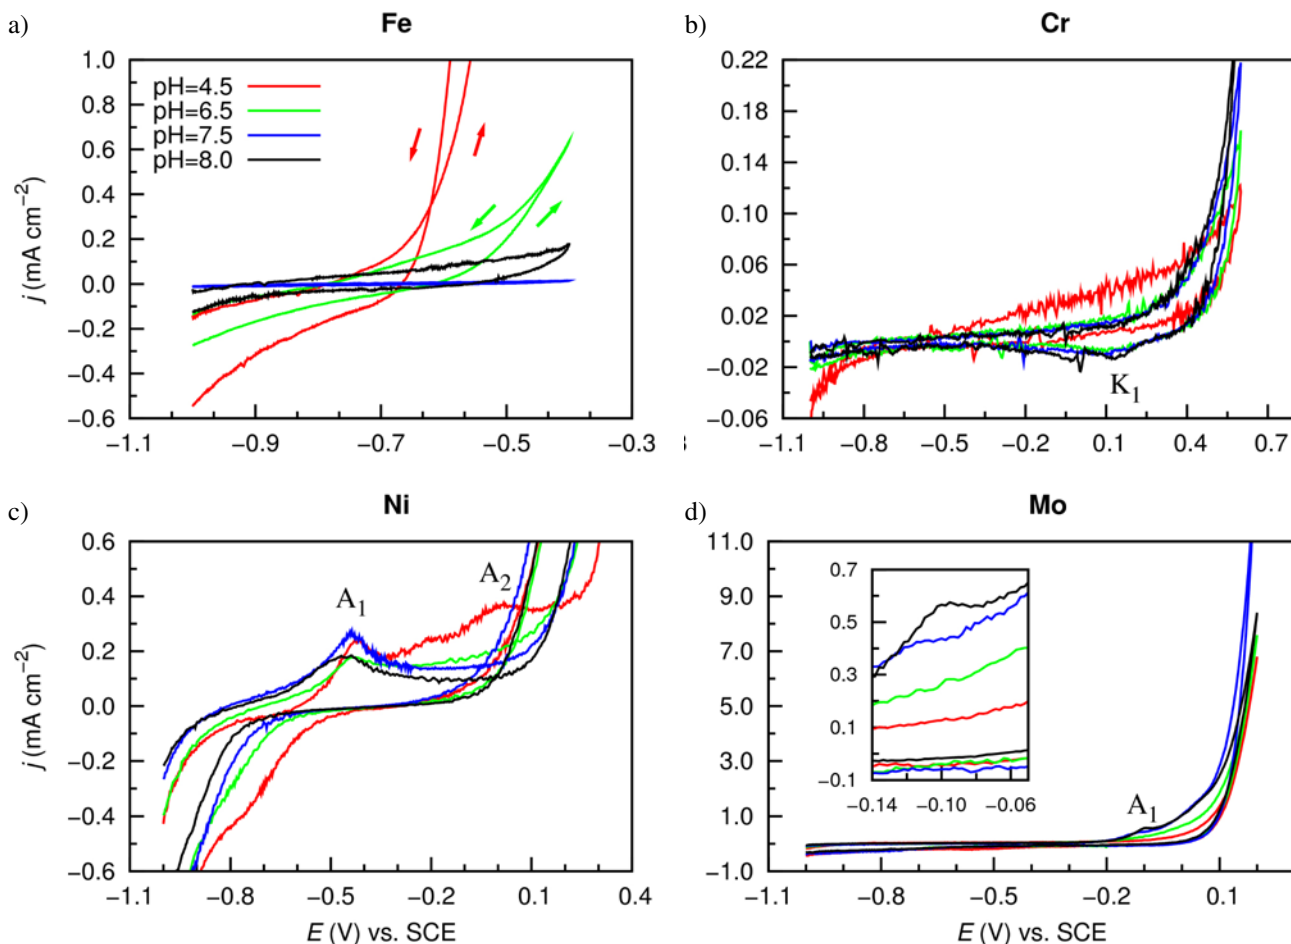 a)
Fe
1.0
0.8
0.6
0.4
0.2
0.0
−0.2
−0.4
−0.6
j (mA cm−2)
pH=4.5
pH=6.5
pH=7.5
pH=8.0
−1.1 −0.9 −0.7 −0.5 −0.3
b)
Cr
0.22
0.18
0.14
0.10
0.06
0.02
−0.02
−0.06
K1
−1.1 −0.8 −0.5 −0.2 0.1 0.4 0.7
c)
Ni
0.6
0.4
0.2
0.0
−0.2
−0.4
−0.6
j (mA cm−2)
A1
A2
−1.1 −0.8 −0.5 −0.2 0.1 0.4
E (V) vs. SCE
d)
Mo
11.0
9.0
7.0
5.0
3.0
1.0
−1.0
0.7
0.5
0.3
0.1
−0.1
−0.14 −0.10 −0.06
A1
−1.1 −0.8 −0.5 −0.2 0.1
E (V) vs. SCE